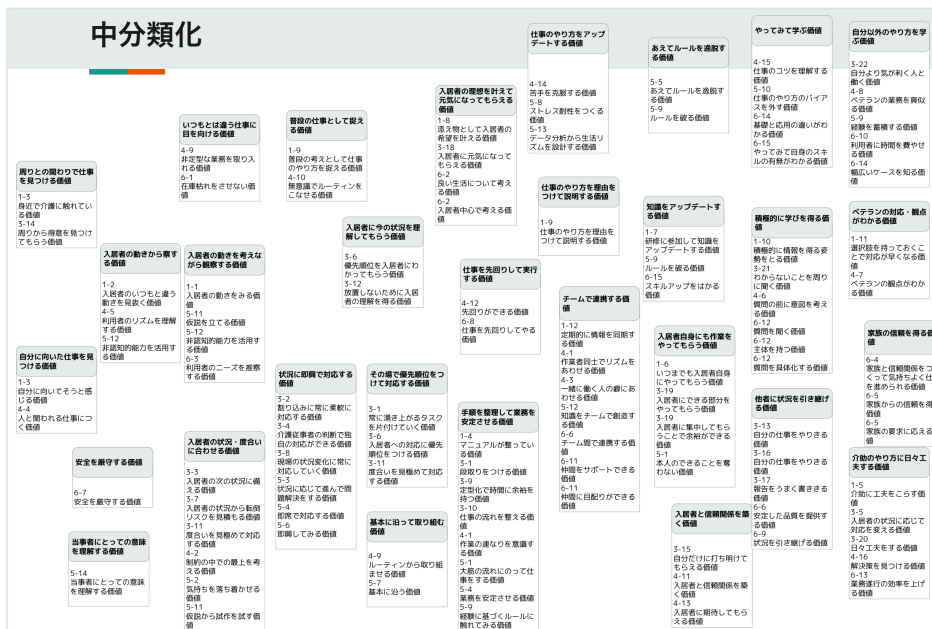 中分類化
周りとの関わりで仕事
を見つける価値
1-3
身近で介護に触れてい
る価値
3-14
周りから得意を見つけ
てもらう価値
自分に向いた仕事を見
つける価値
1-3
自分に向いてそうと感
じる価値
4-4
人と関われる仕事につ
く価値
安全を厳守する価値
6-7
安全を厳守する価値
当事者にとっての意味
を理解する価値
5-14
当事者にとっての意味
を理解する価値
入居者の動きから察す
る価値
1-2
入居者のいつもと違う
動きを見抜く価値
4-5
利用者のリズムを理解
する価値
5-12
非認知的能力を活用す
る価値
いつもとは違う仕事に
目を向ける価値
4-9
非定型な業務を取り入
れる価値
6-1
在庫枯れをさせない価
値
入居者の動きを考えな
がら観察する価値
1-1
入居者の動きをみる価
値
5-11
仮説を立てる価値
5-12
非認知的能力を活用す
る価値
6-3
利用者のニーズを推察
する価値
入居者の状況・度合い
に合わせる価値
3-3
入居者の次の状況に備
える価値
3-7
入居者の状況から転倒
リスクを見積もる価値
3-11
度合いを見極めて対応
する価値
4-2
制約の中での最上を考
える価値
5-2
気持ちを落ち着かせる
価値
5-11
仮説から試作を試す価
値
普段の仕事として捉え
る価値
1-9
普段の考えとして仕事
のやり方を捉える価値
4-10
無意識でルーティンを
こなせる価値
入居者に今の状況を理
解してもらう価値
3-6
優先順位を入居者にわ
かってもらう価値
3-12
放置しないために入居
者の理解を得る価値
状況に即興で対応する
価値
3-2
割り込みに常に柔軟に
対応する価値
3-4
介護従事者の判断で独
自の対応ができる価値
3-8
現場の状況変化に常に
対応していく価値
5-5
状況に応じて進んで問
題解決をする価値
5-4
即席で対応する価値
5-6
即興してみる価値
その場で優先順位をつ
けて対応する価値
3-1
常に湧き上がるタスク
を片付けていく価値
3-6
入居者への対応に優先
順位をつける価値
3-11
度合いを見極めて対応
する価値
基本に沿って取り組む
価値
4-9
ルーティンから取り組
ませる価値
5-7
基本に沿う価値
入居者の理想を叶えて
元気になってもらえる
価値
1-8
添え物として入居者の
希望を叶える価値
3-18
入居者に元気になって
もらえる価値
6-2
良い生活について考え
る価値
6-2
入居者中心で考える価
値
仕事を先回りして実行
する価値
4-12
先回りができる価値
6-8
仕事を先回りしてやる
価値
手順を整理して業務を
安定させる価値
1-4
マニュアルが整ってい
る価値
3-1
段取りをつける価値
3-9
定型化で時間に余裕を
持つ価値
3-10
仕事の流れを整える価
値
4-1
作業の連なりを意識す
る価値
5-1
大筋の流れにのって仕
事をする価値
5-4
業務を安定させる価値
5-9
経験に基づくルールに
触れてみる価値
仕事のやり方をアップ
デートする価値
4-14
苦手を克服する価値
5-8
ストレス耐性をつくる
価値
5-13
データ分析から生活リ
ズムを設計する価値
仕事のやり方を理由を
つけて説明する価値
1-9
仕事のやり方を理由を
つけて説明する価値
チームで連携する価
値
1-12
定期的に情報を同期す
る価値
4-1
作業者同士でリズムを
あわせる価値
4-3
一緒に働く人の癖にあ
わせる価値
5-12
知識をチームで創造す
る価値
6-6
チーム間で連携する価
値
6-11
仲間をサポートできる
価値
6-11
仲間に目配りができる
価値
あえてルールを逸脱す
る価値
5-5
あえてルールを逸脱す
る価値
5-9
ルールを破る価値
知識をアップデートす
る価値
1-7
研修に参加して知識を
アップデートする価値
5-9
ルールを破る価値
6-15
スキルアップをはかる
価値
入居者自身にも作業を
やってもらう価値
1-6
いつまでも入居者自身
にやってもらう価値
3-19
入居者にできる部分を
やってもらう価値
3-19
入居者に集中してもら
うことで余裕ができる
価値
5-1
本人のできることを奪
わない価値
入居者と信頼関係を築
く価値
3-15
自分だけに打ち明けて
もらえる価値
4-11
入居者と信頼関係を築
く価値
4-13
入居者に期待してもら
える価値
やってみて学ぶ価値
4-15
仕事のコツを理解する
価値
5-10
仕事のやり方のバイア
スを外す価値
6-14
基礎と応用の違いがわ
かる価値
6-15
やってみて自身のスキ
ルの有無がわかる価値
積極的に学びを得る価
値
1-10
積極的に情報を得る姿
勢をとる価値
3-21
わからないことを周り
に聞く価値
4-6
質問の前に意図を考え
る価値
6-12
質問を聞く価値
6-12
主体を持つ価値
6-12
質問を具体化する価値
他者に状況を引き継げ
る価値
3-13
自分の仕事をやりきる
価値
3-16
自分の仕事をやりきる
価値
3-17
報告をうまく書ききる
価値
6-6
安定した品質を提供す
る価値
6-9
状況を引き継げる価値
自分以外のやり方を学
ぶ価値
3-22
自分より気が利く人と
働く価値
4-8
ベテランの業務を真似
る価値
5-9
経験を蓄積する価値
6-10
利用者に時間を費やせ
る価値
6-14
幅広いケースを知る価
値
ベテランの対応・観点
がわかる価値
1-11
選択肢を持っておくこ
とで対応が早くなる価
値
4-7
ベテランの観点がわか
る価値
家族の信頼を得る価
値
6-4
家族と信頼関係をつ
くって気持ちよく仕
を進められる価値
6-5
家族からの信頼を得
価値
6-5
家族の要求に応える
値
介助のやり方に日々工
夫する価値
1-5
介助に工夫をこらす価
値
3-5
入居者の状況に応じて
対応を変える価値
3-20
日々工夫をする価値
4-16
解決策を見つける価値
6-13
業務遂行の効率を上げ
る価値